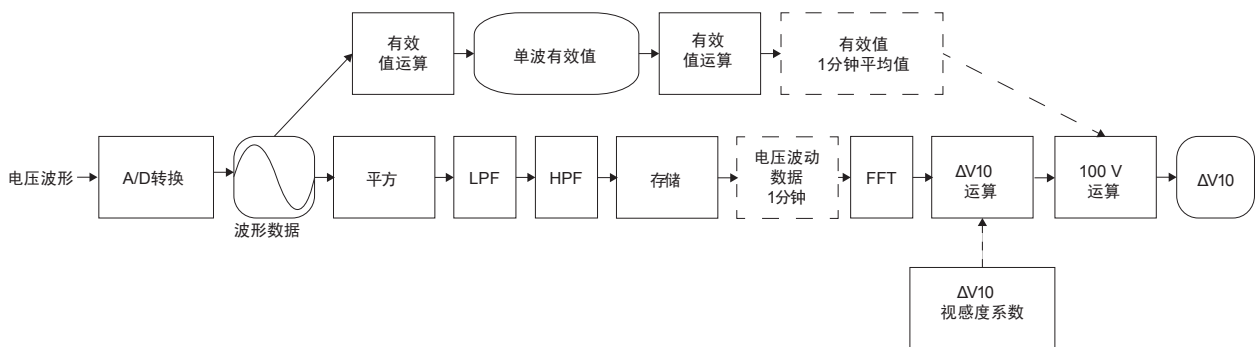 有效
值运算
单波有效值
有效
值运算
有效值
1分钟平均值
电压波形
A/D转换
波形数据
平方
LPF
HPF
存储
电压波动
数据
1分钟
FFT
ΔV10
运算
100 V
运算
ΔV10
ΔV10
视感度系数